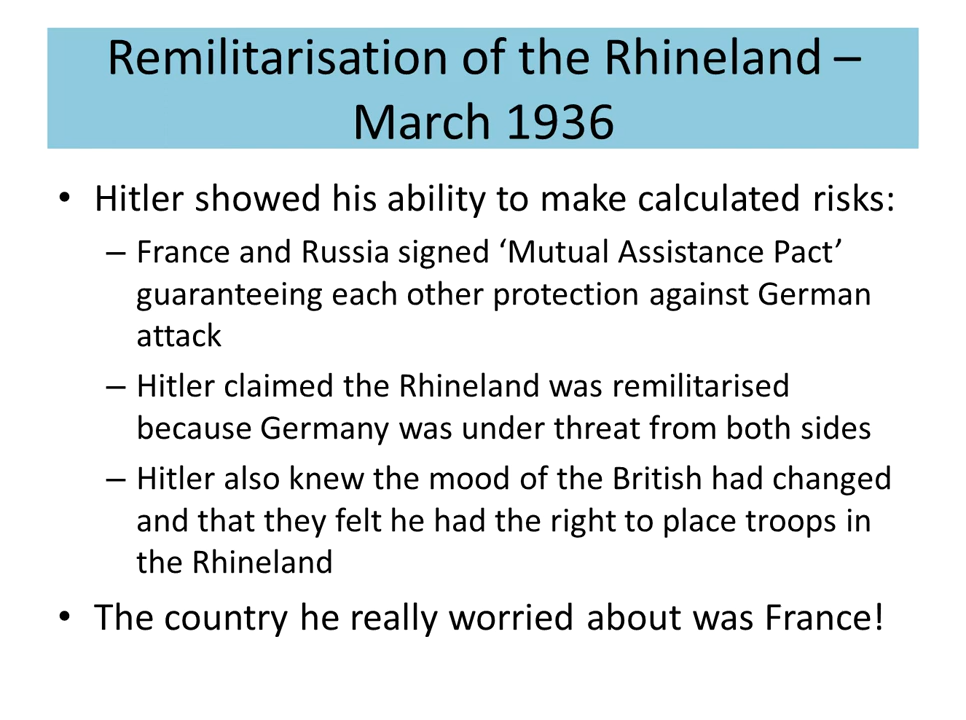 Remilitarisation of the Rhineland –
March 1936
• Hitler showed his ability to make calculated risks:
– France and Russia signed ‘Mutual Assistance Pact’
guaranteeing each other protection against German
attack
– Hitler claimed the Rhineland was remilitarised
because Germany was under threat from both sides
– Hitler also knew the mood of the British had changed
and that they felt he had the right to place troops in
the Rhineland
• The country he really worried about was France!